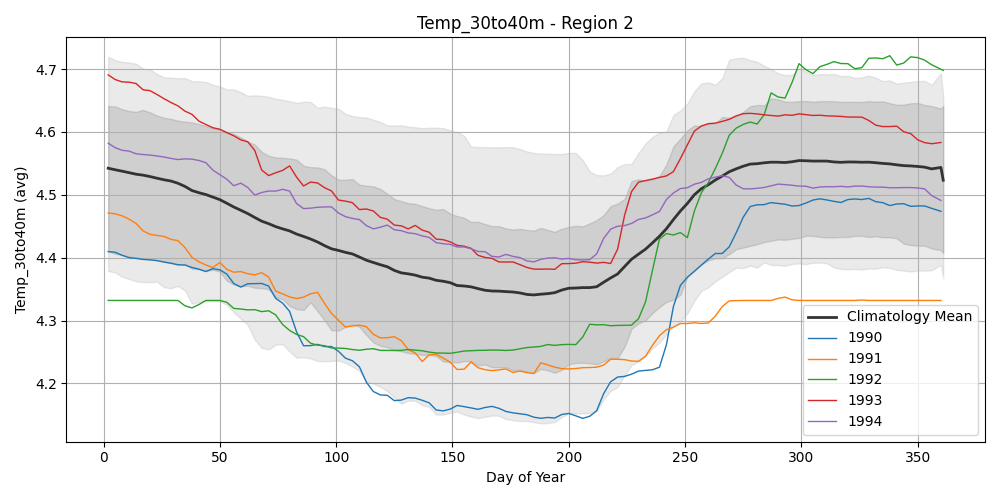 Temp_30to40m - Region 2
Temp_30to40m (avg)
4.7
4.6
4.5
4.4
4.3
4.2
0 50 100 150 200 250 300 350
Day of Year
Climatology Mean
1990
1991
1992
1993
1994